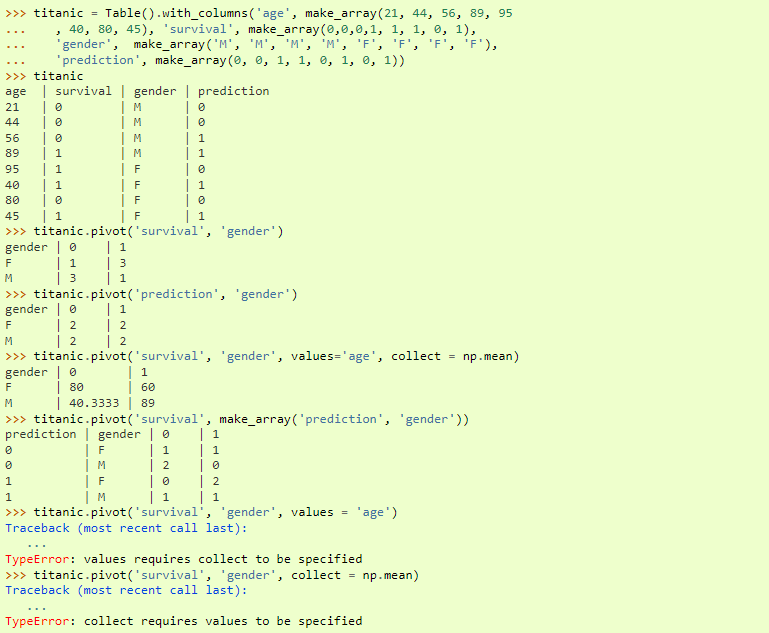 >>> titanic = Table().with_columns('age', make_array(21, 44, 56, 89, 95
... , 40, 80, 45), 'survival', make_array(0,0,0,1, 1, 1, 0, 1),
... 'gender',  make_array('M', 'M', 'M', 'M', 'F', 'F', 'F', 'F'),
... 'prediction', make_array(0, 0, 1, 1, 0, 1, 0, 1))
>>> titanic
age  | survival | gender | prediction
21   | 0        | M      | 0
44   | 0        | M      | 0
56   | 0        | M      | 1
89   | 1        | M      | 1
95   | 1        | F      | 0
40   | 1        | F      | 1
80   | 0        | F      | 0
45   | 1        | F      | 1
>>> titanic.pivot('survival', 'gender')
gender | 0    | 1
F      | 1    | 3
M      | 3    | 1
>>> titanic.pivot('prediction', 'gender')
gender | 0    | 1
F      | 2    | 2
M      | 2    | 2
>>> titanic.pivot('survival', 'gender', values='age', collect = np.mean)
gender | 0       | 1
F      | 80      | 60
M      | 40.3333 | 89
>>> titanic.pivot('survival', make_array('prediction', 'gender'))
prediction | gender | 0    | 1
0          | F      | 1    | 1
0          | M      | 2    | 0
1          | F      | 0    | 2
1          | M      | 1    | 1
>>> titanic.pivot('survival', 'gender', values = 'age')
Traceback (most recent call last):
   ...
TypeError: values requires collect to be specified
>>> titanic.pivot('survival', 'gender', collect = np.mean)
Traceback (most recent call last):
   ...
TypeError: collect requires values to be specified